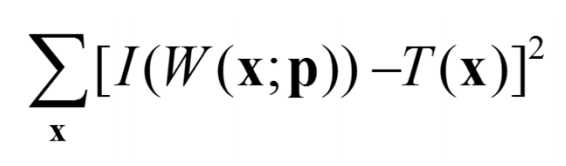 ∑[I(W(x;p)) –T(x)]²
x